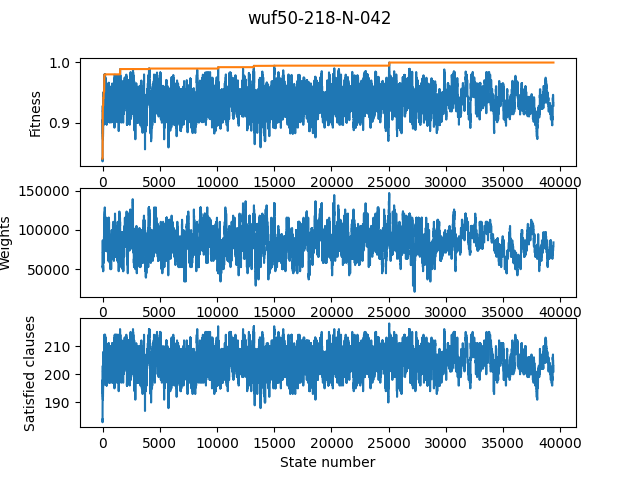 wuf50-218-N-042
Fitness
1.0
0.9
0 5000 10000 15000 20000 25000 30000 35000 40000
Weights
150000
100000
50000
0 5000 10000 15000 20000 25000 30000 35000 40000
Satisfied clauses
210
200
190
0 5000 10000 15000 20000 25000 30000 35000 40000
State number